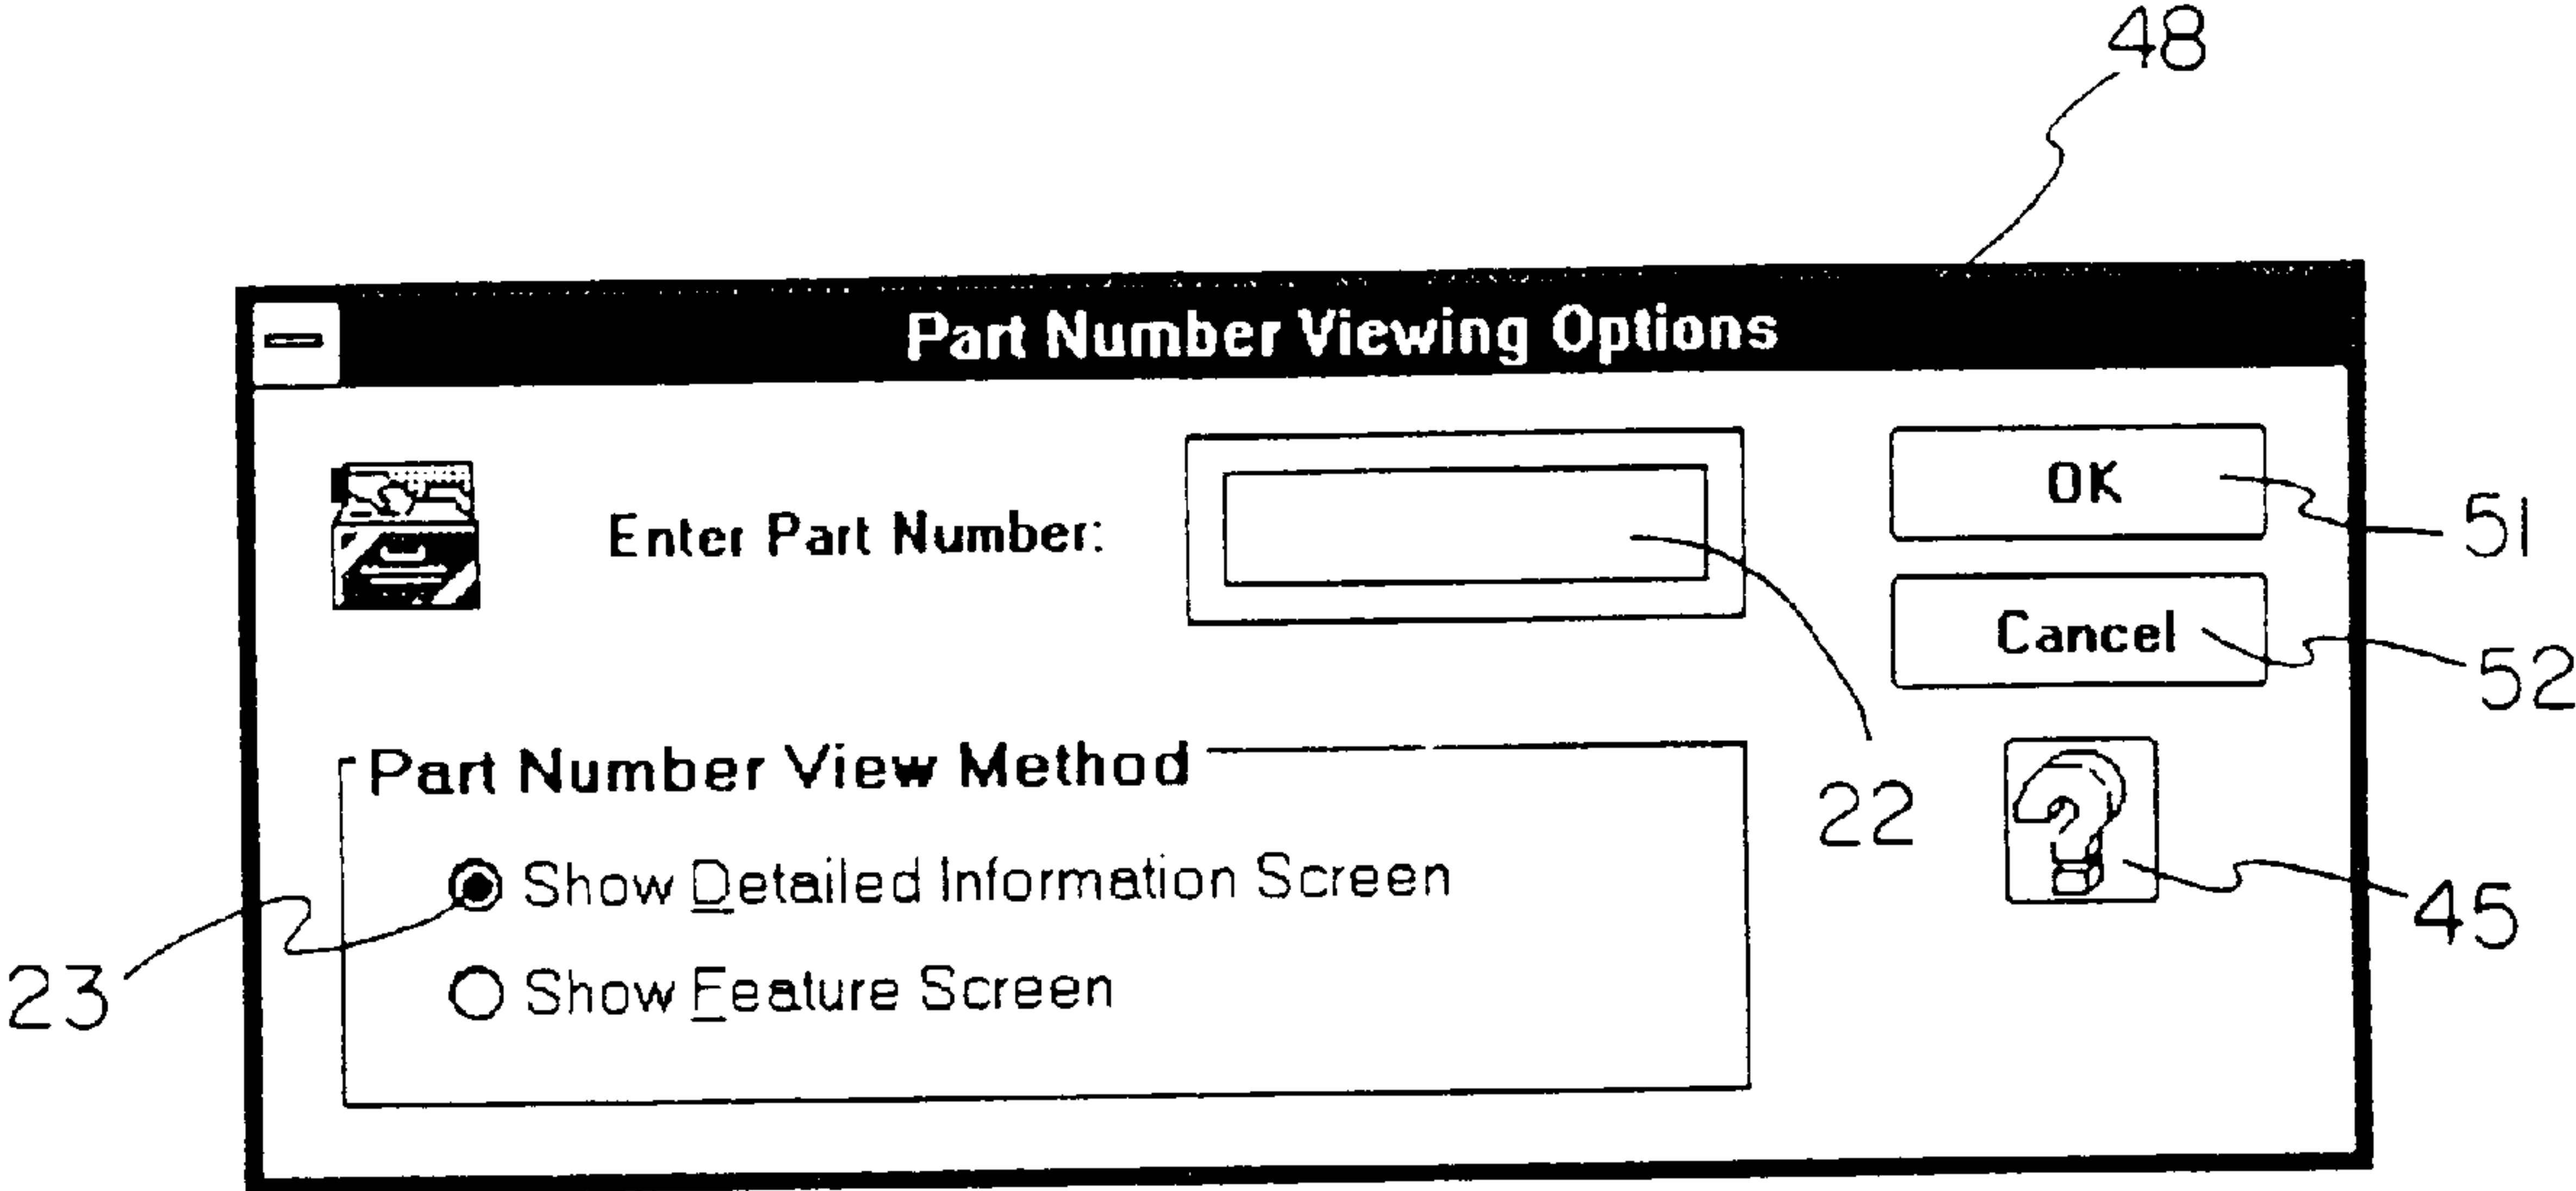 48
Part Number Viewing Options
Enter Part Number:
OK
51
Cancel
52
22
Part Number View Method
Show Detailed Information Screen
Show Feature Screen
23
45